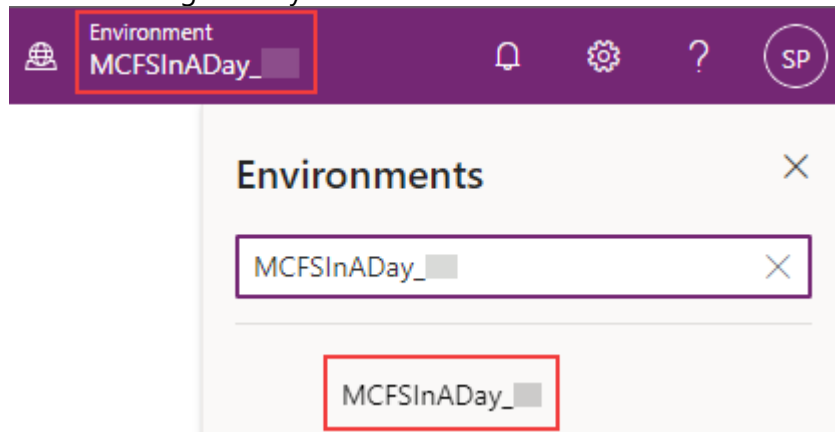 Environment
MCFSInADay_
?
SP
Environments
MCFSInADay_
MCFSInADay_